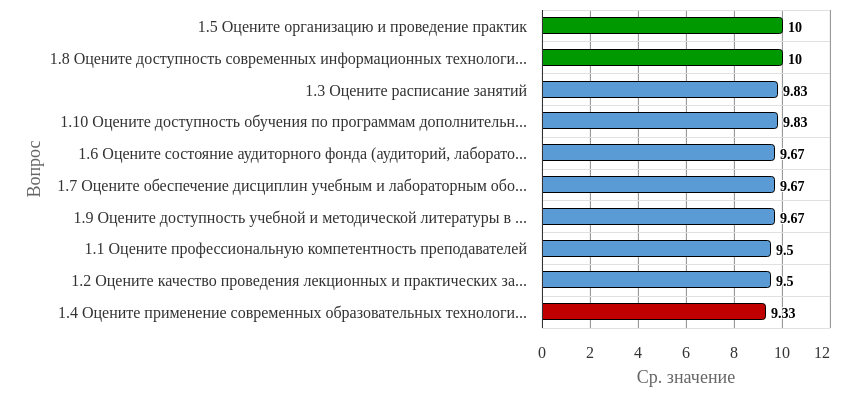 1.5 Оцените организацию и проведение практик
10
1.8 Оцените доступность современных информационных технологи...
10
1.3 Оцените расписание занятий
9.83
1.10 Оцените доступность обучения по программам дополнительн...
9.83
1.6 Оцените состояние аудиторного фонда (аудиторий, лаборато...
9.67
1.7 Оцените обеспечение дисциплин учебным и лабораторным обо...
9.67
1.9 Оцените доступность учебной и методической литературы в ...
9.67
1.1 Оцените профессиональную компетентность преподавателей
9.5
1.2 Оцените качество проведения лекционных и практических за...
9.5
1.4 Оцените применение современных образовательных технологи...
9.33
Вопрос
0 2 4 6 8 10 12
Ср. значение